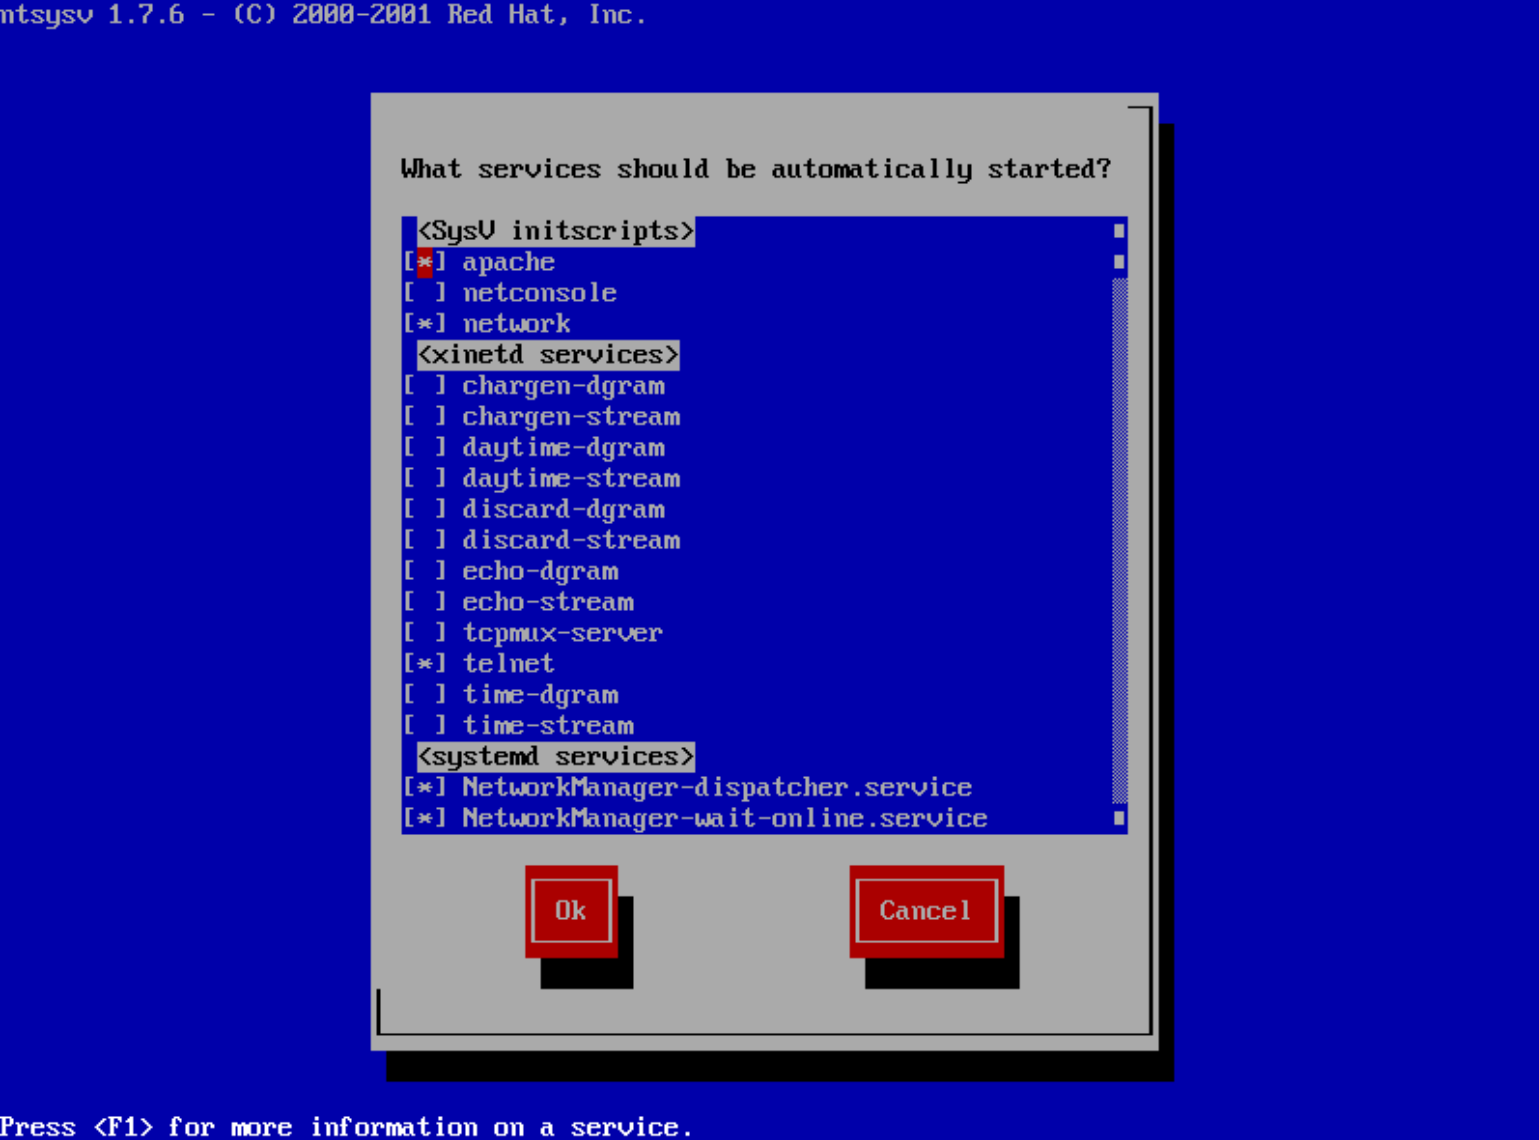 ntsysv 1.7.6 - (C) 2000-2001 Red Hat, Inc.
What services should be automatically started?
<SysV initscripts>
[*] apache
[ ] netconsole
[*] network
<xinetd services>
[ ] chargen-dgram
[ ] chargen-stream
[ ] daytime-dgram
[ ] daytime-stream
[ ] discard-dgram
[ ] discard-stream
[ ] echo-dgram
[ ] echo-stream
[ ] tcpmux-server
[*] telnet
[ ] time-dgram
[ ] time-stream
<systemd services>
[*] NetworkManager-dispatcher.service
[*] NetworkManager-wait-online.service
Ok
Cancel
Press <F1> for more information on a service.